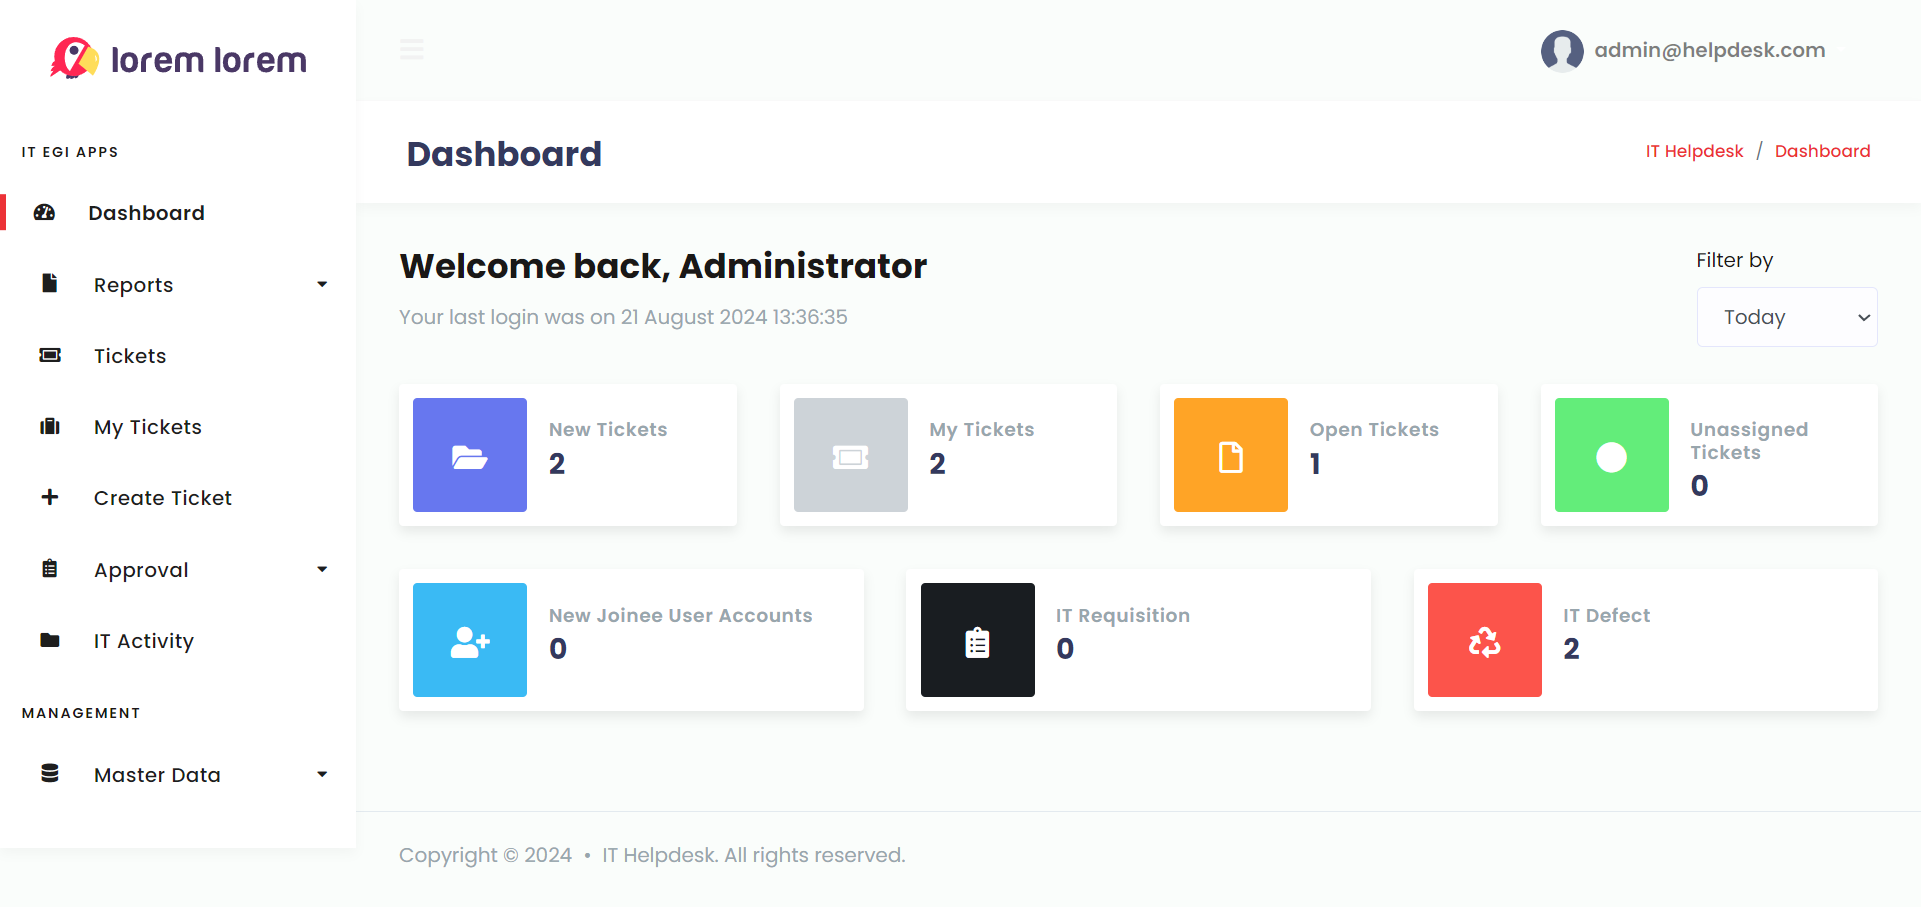 lorem lorem
admin@helpdesk.com
IT EGI APPS
Dashboard
Reports
Tickets
My Tickets
Create Ticket
Approval
IT Activity
MANAGEMENT
Master Data
Dashboard
IT Helpdesk / Dashboard
Welcome back, Administrator
Your last login was on 21 August 2024 13:36:35
Filter by
Today
New Tickets
2
My Tickets
2
Open Tickets
1
Unassigned
Tickets
0
New Joinee User Accounts
0
IT Requisition
0
IT Defect
2
Copyright © 2024 • IT Helpdesk. All rights reserved.